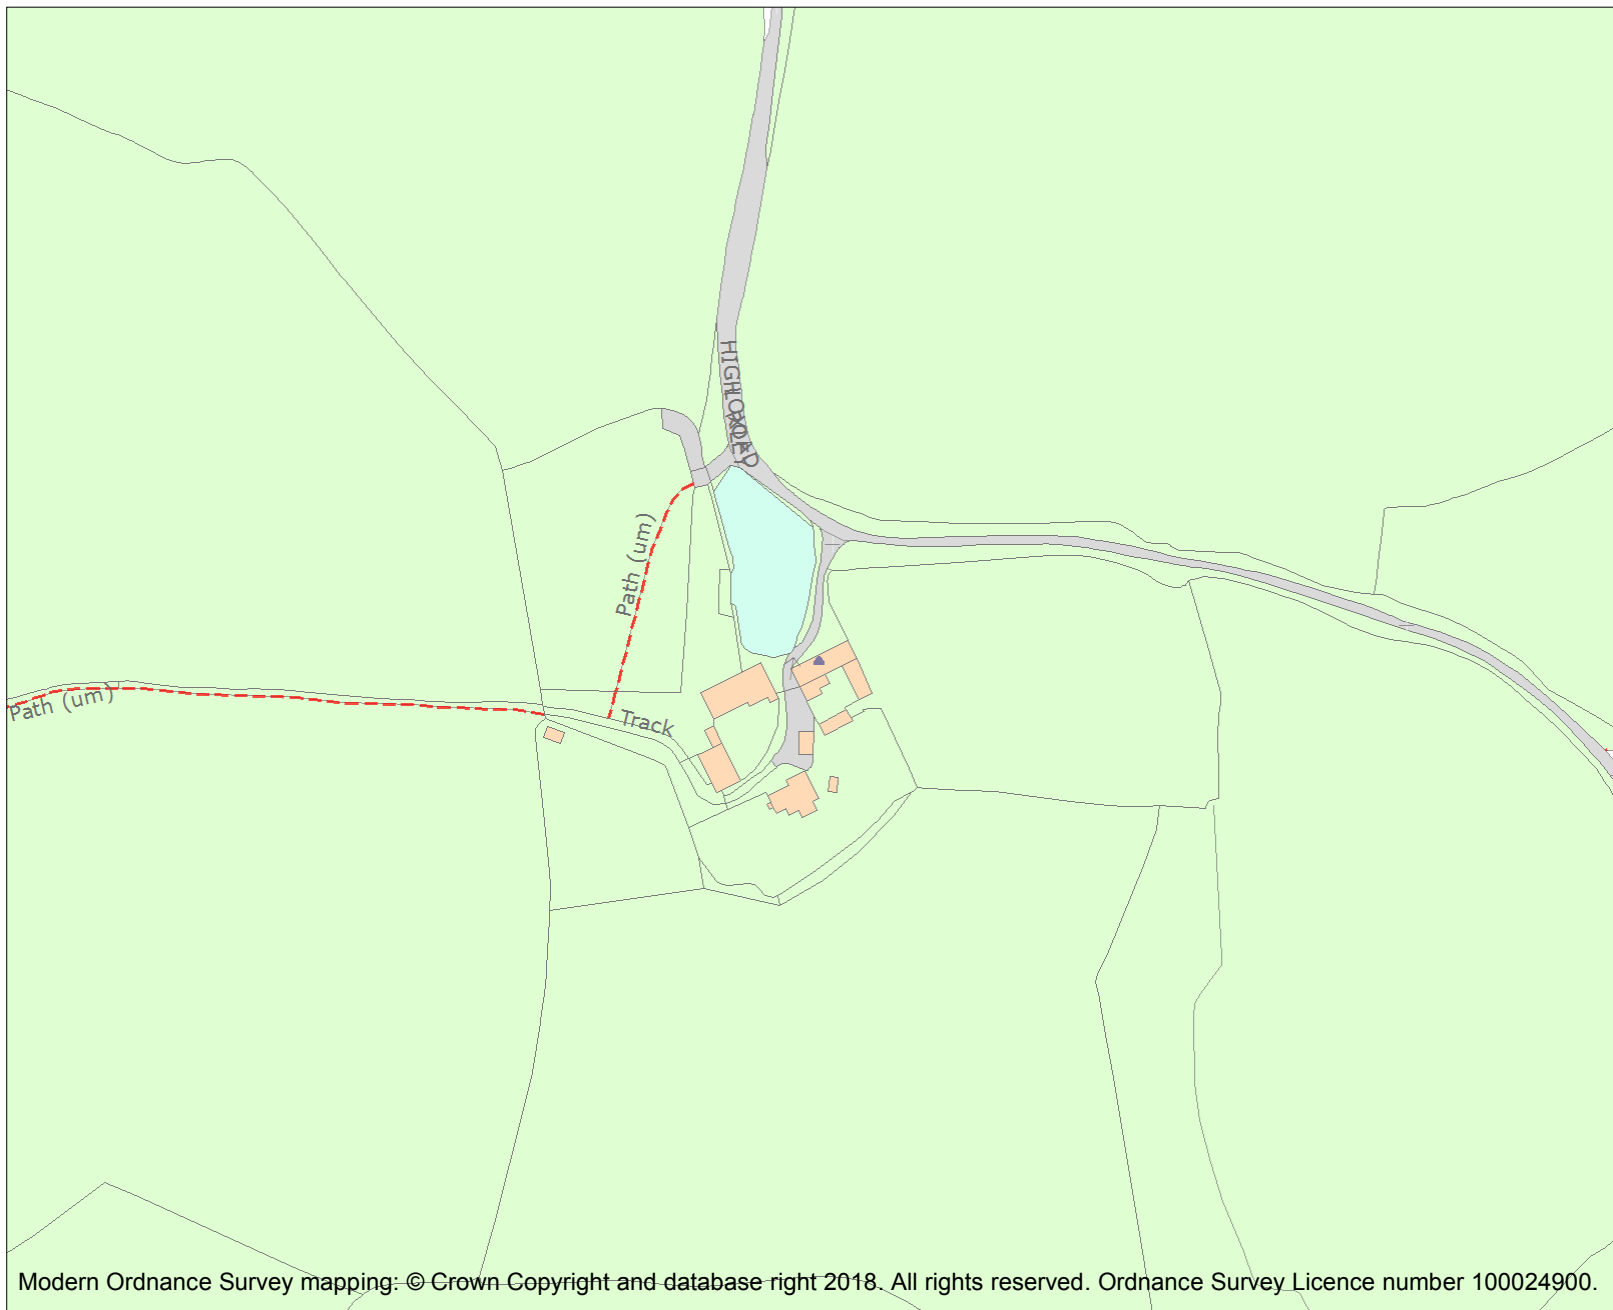 HIGH
Path (um)
Path (um)
Track
Modern Ordnance Survey mapping: © Crown Copyright and database right 2018. All rights reserved. Ordnance Survey Licence number 100024900.